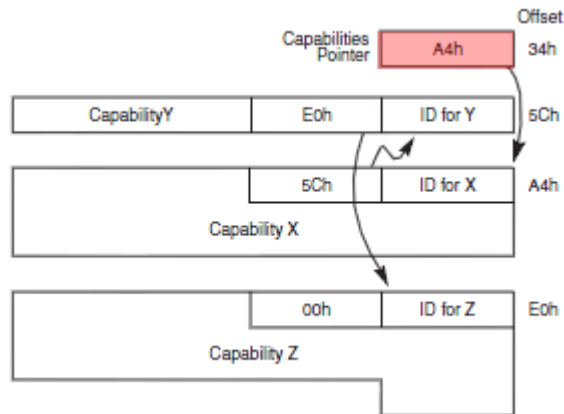 Offset
Capabilities
Pointer
A4h
34h
CapabilityY
E0h
ID for Y
5Ch
5Ch
ID for X
A4h
Capability X
00h
ID for Z
E0h
Capability Z